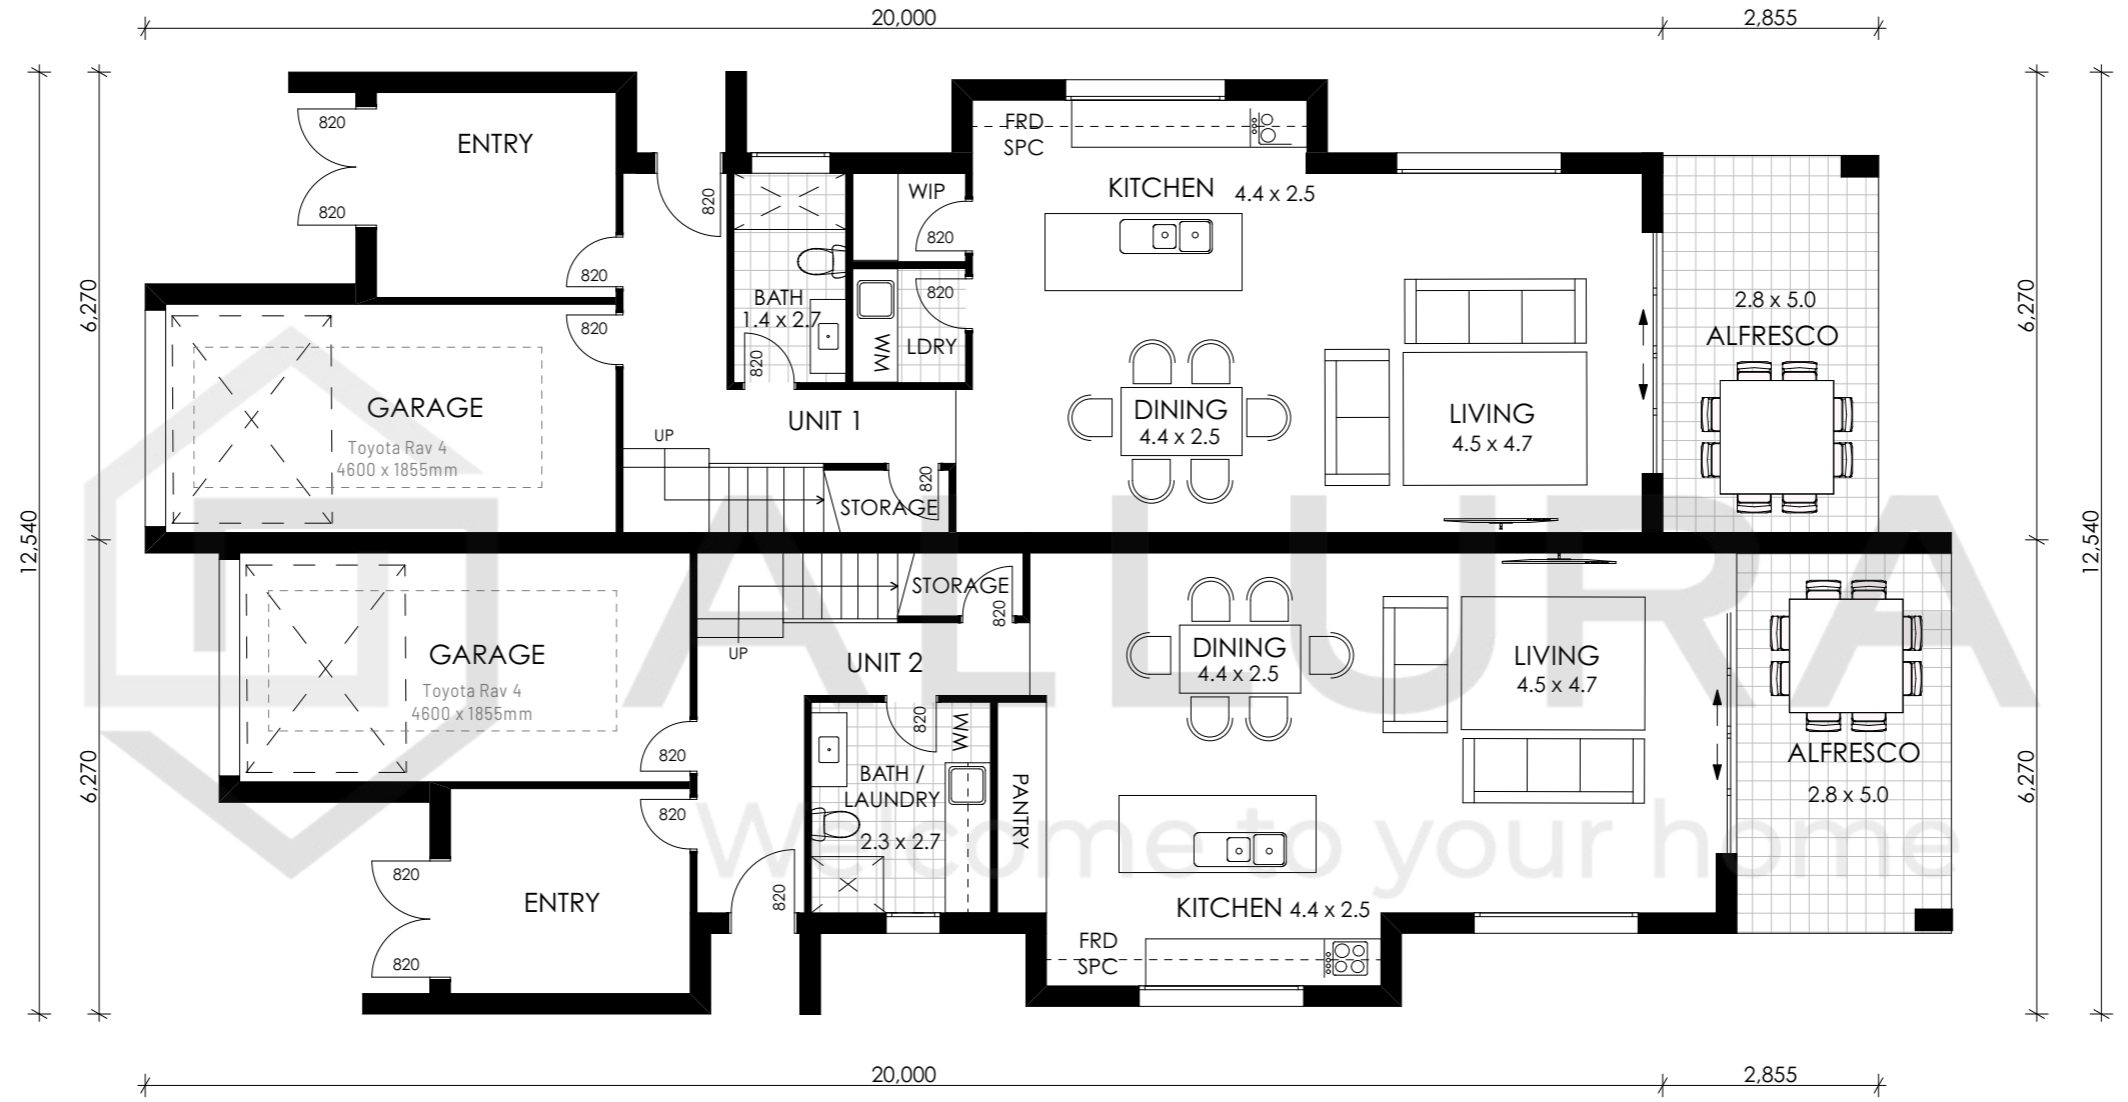 20,000
2,855
820
ENTRY
820
820
820
820
FRD
SPC
KITCHEN 4.4 x 2.5
WIP
820
BATH
1.4 x 2.7
820
WM
820
LDRY
GARAGE
Toyota Rav 4
4600 x 1855mm
UNIT 1
UP
820
STORAGE
DINING
4.4 x 2.5
LIVING
4.5 x 4.7
2.8 x 5.0
ALFRESCO
6,270
12,540
6,270
12,540
ALLURA
Welcome to your home
GARAGE
Toyota Rav 4
4600 x 1855mm
820
820
STORAGE
820
UP
UNIT 2
820
WM
BATH /
LAUNDRY
2.3 x 2.7
PANTRY
DINING
4.4 x 2.5
LIVING
4.5 x 4.7
ALFRESCO
2.8 x 5.0
820
ENTRY
820
820
KITCHEN 4.4 x 2.5
FRD
SPC
6,270
6,270
20,000
2,855